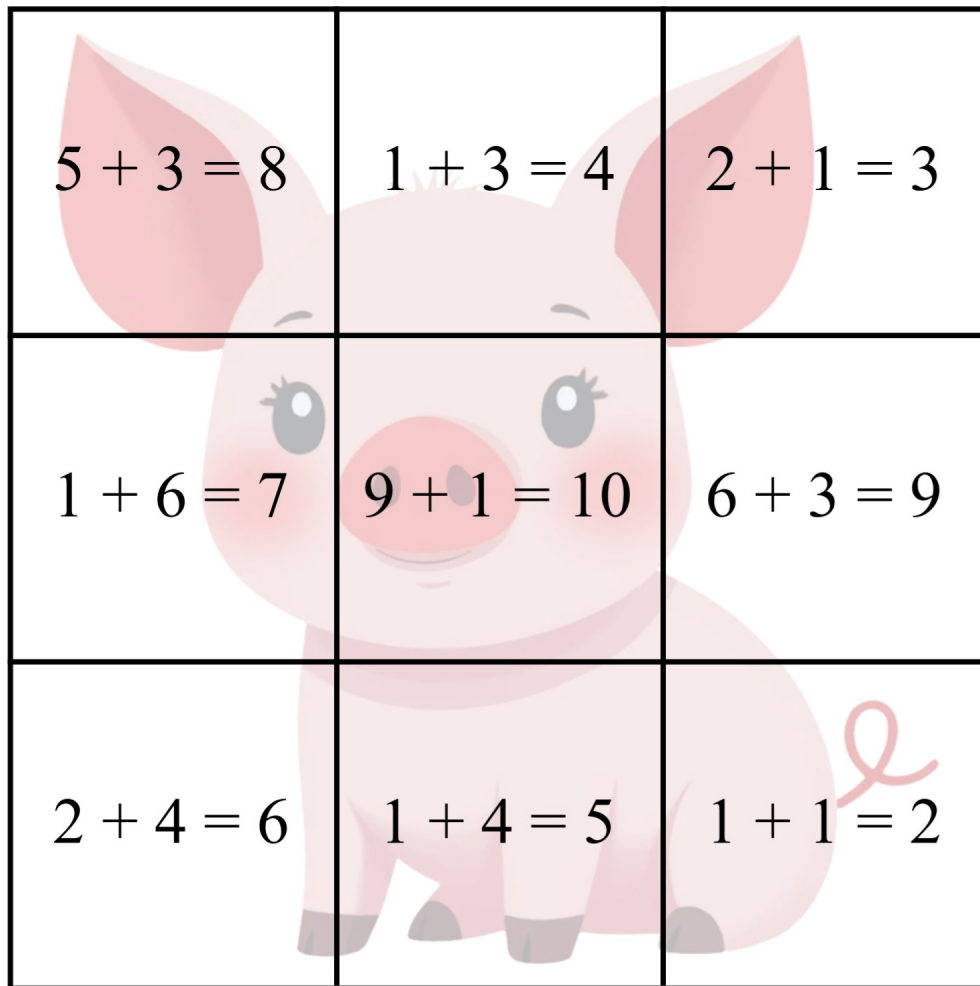 5 + 3 = 8
1 + 3 = 4
2 + 1 = 3
1 + 6 = 7
9 + 1 = 10
6 + 3 = 9
2 + 4 = 6
1 + 4 = 5
1 + 1 = 2